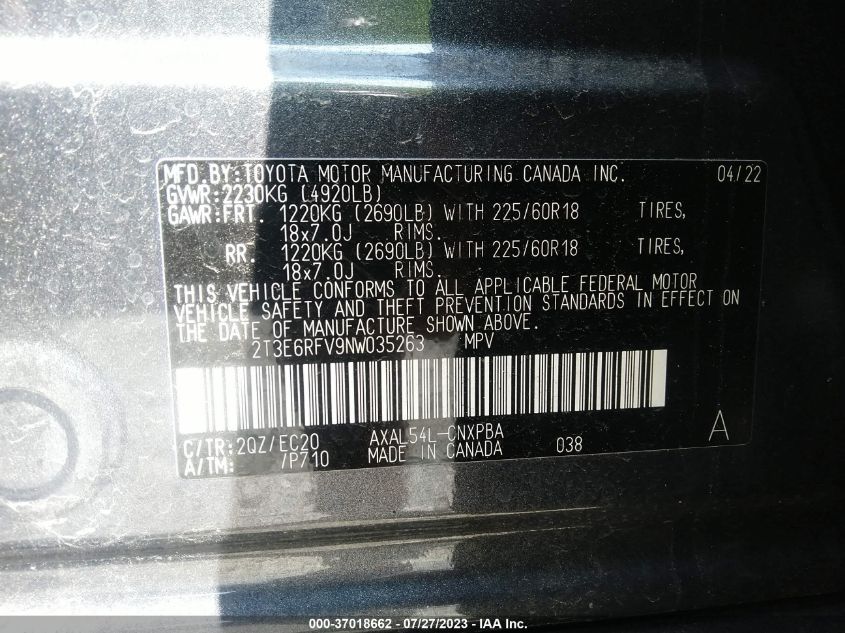 MFD.BY:TOYOTA MOTOR MANUFACTURING CANADA INC. 04/22
GVWR:2230KG (4920LB)
GAWR:FRT. 1220KG (2690LB) WITH 225/60R18 TIRES,
18x7.0J RIMS.
RR. 1220KG (2690LB) WITH 225/60R18 TIRES,
18x7.0J RIMS.
THIS VEHICLE CONFORMS TO ALL APPLICABLE FEDERAL MOTOR
VEHICLE SAFETY AND THEFT PREVENTION STANDARDS IN EFFECT ON
THE DATE OF MANUFACTURE SHOWN ABOVE.
2T3E6RFV9NW035263 MPV
C/TR:2QZ/EC20 AXAL54L-CNXPBA A
A/TM: /P710 MADE IN CANADA 038
000-37018662 - 07/27/2023 - IAA Inc.